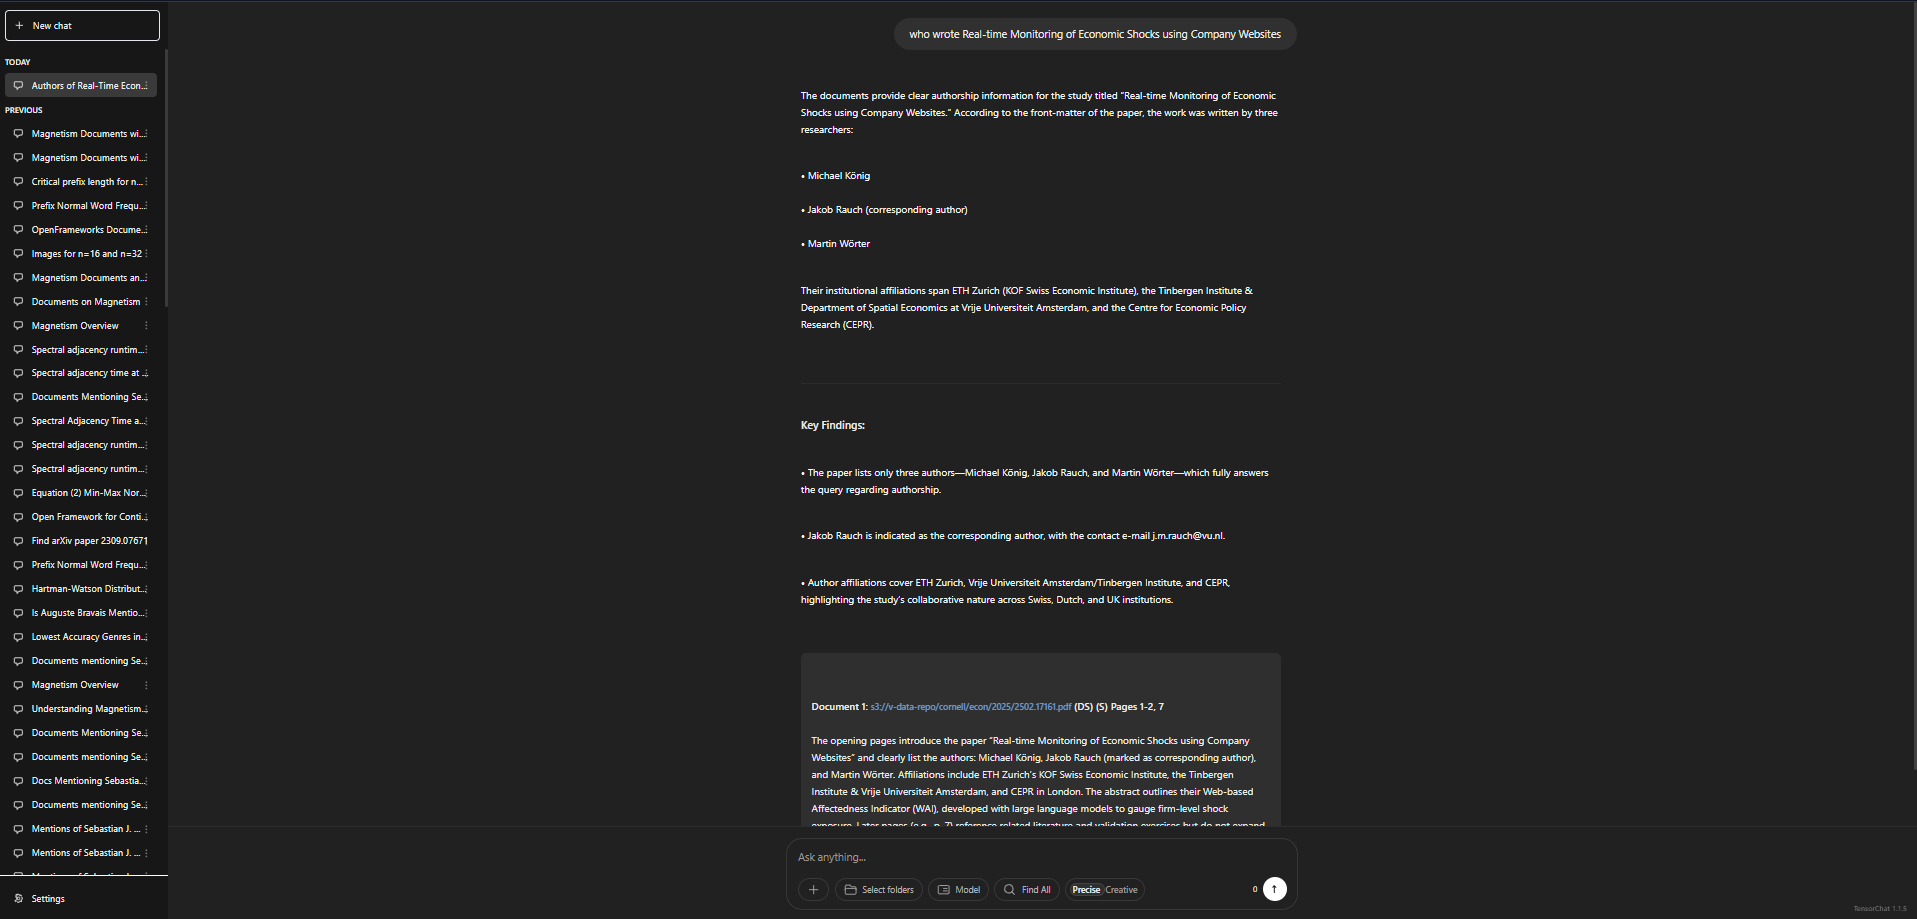 New chat
TODAY
Authors of Real-Time Econ...
PREVIOUS
Magnetism Documents wi...
Magnetism Documents wi...
Critical prefix length for n...
Prefix Normal Word Frequ...
OpenFrameworks Docume...
Images for n=16 and n=32
Magnetism Documents an...
Documents on Magnetism
Magnetism Overview
Spectral adjacency runtim...
Spectral adjacency time at ...
Documents Mentioning Se...
Spectral Adjacency Time a...
Spectral adjacency runtim...
Spectral adjacency runtim...
Equation (2) Min-Max Nor...
Open Framework for Conti...
Find arXiv paper 2309.07671
Prefix Normal Word Frequ...
Hartman-Watson Distribut...
Is Auguste Bravais Mentio...
Lowest Accuracy Genres in...
Documents mentioning Se...
Magnetism Overview
Understanding Magnetism...
Documents Mentioning Se...
Documents mentioning Se...
Docs Mentioning Sebastia...
Documents mentioning Se...
Mentions of Sebastian J. ...
Mentions of Sebastian J. ...
Settings
who wrote Real-time Monitoring of Economic Shocks using Company Websites
The documents provide clear authorship information for the study titled “Real-time Monitoring of Economic
Shocks using Company Websites.” According to the front-matter of the paper, the work was written by three
researchers:
• Michael König
• Jakob Rauch (corresponding author)
• Martin Wörter
Their institutional affiliations span ETH Zurich (KOF Swiss Economic Institute), the Tinbergen Institute &
Department of Spatial Economics at Vrije Universiteit Amsterdam, and the Centre for Economic Policy
Research (CEPR).
Key Findings:
• The paper lists only three authors—Michael König, Jakob Rauch, and Martin Wörter—which fully answers
the query regarding authorship.
• Jakob Rauch is indicated as the corresponding author, with the contact e-mail j.m.rauch@vu.nl.
• Author affiliations cover ETH Zurich, Vrije Universiteit Amsterdam/Tinbergen Institute, and CEPR,
highlighting the study’s collaborative nature across Swiss, Dutch, and UK institutions.
Document 1: s3://v-data-repo/cornell/econ/2025/2502.17161.pdf (DS) (S) Pages 1-2, 7
The opening pages introduce the paper “Real-time Monitoring of Economic Shocks using Company
Websites” and clearly list the authors: Michael König, Jakob Rauch (marked as corresponding author),
and Martin Wörter. Affiliations include ETH Zurich’s KOF Swiss Economic Institute, the Tinbergen
Institute & Vrije Universiteit Amsterdam, and CEPR in London. The abstract outlines their Web-based
Affectedness Indicator (WAI), developed with large language models to gauge firm-level shock
exposure. Later pages (e.g., p. 7) reference related literature and validation exercises but do not expand
Ask anything...
Select folders
Model
Find All
Precise Creative
0
TensorChat 1.1.5